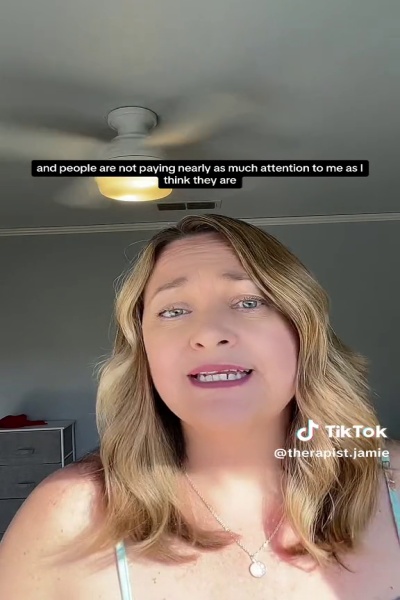 and people are not paying nearly as much attention to me as I
think they are
TikTok
@therapist.jamie